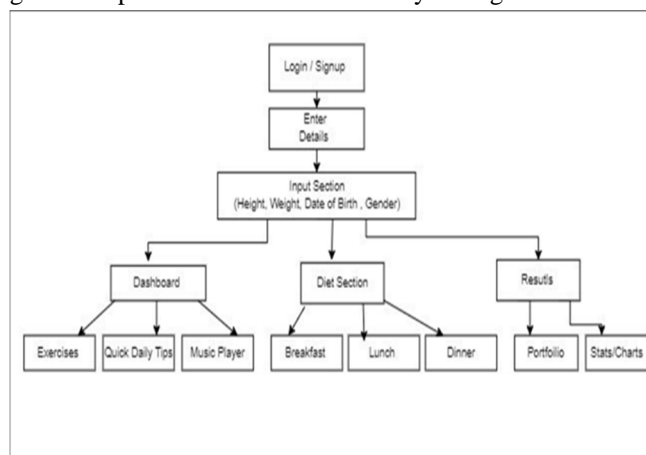 Login / Signup
Enter
Details
Input Section
(Height, Weight, Date of Birth , Gender)
Dashboard
Diet Section
Resutls
Exercises
Quick Daily Tips
Music Player
Breakfast
Lunch
Dinner
Portfoilio
Stats/Charts